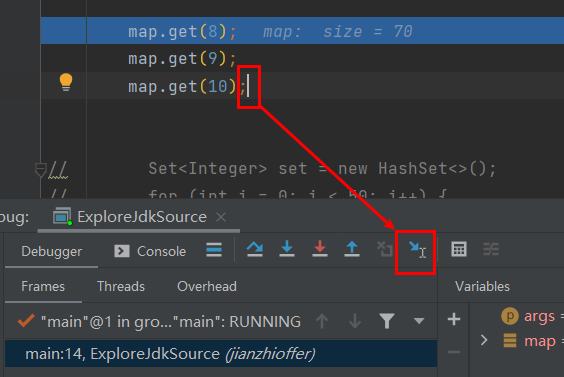 map.get(8); map: size = 70
map.get(9);
map.get(10);
// Set<Integer> set = new HashSet<>();
// for (int i = 0; i < 50; i++) {
bug: ExploreJdkSource ×
Debugger Console
Frames Threads Overhead Variables
"main"@1 in gro..."main": RUNNING
args =
main:14, ExploreJdkSource (jianzhioffer)
map =